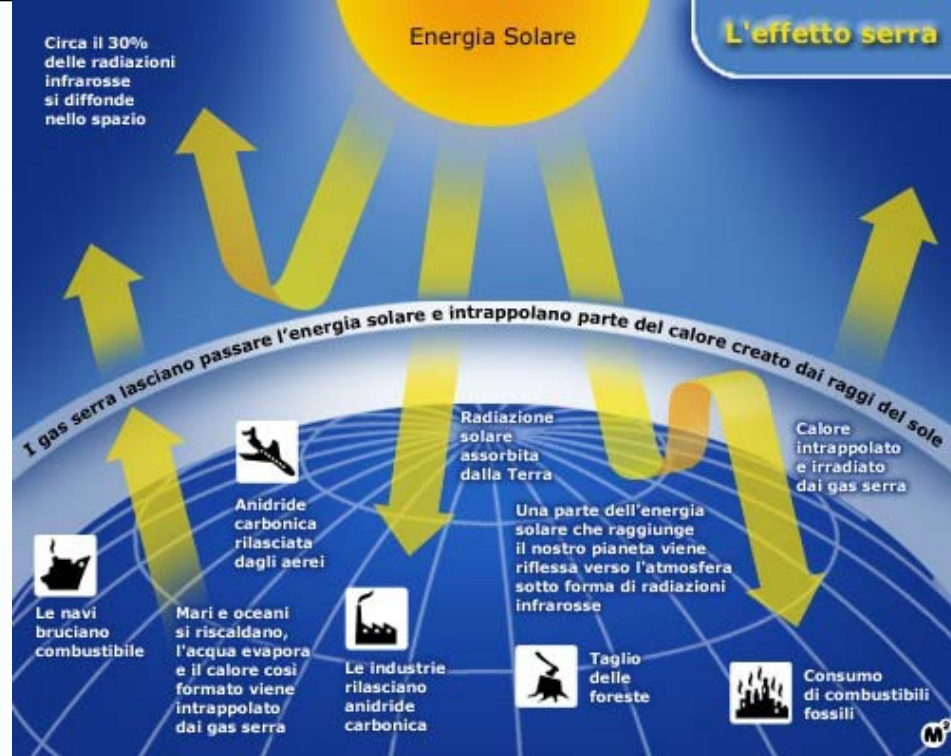 Energia Solare
L'effetto serra
Circa il 30%
delle radiazioni
infrarosse
si diffonde
nello spazio
I gas serra lasciano passare l'energia solare e intrappolano parte del calore creato dai raggi del sole
Radiazione
solare
assorbita
dalla Terra
Calore
intrappolato
e irradiato
dai gas serra
Anidride
carbonica
rilasciata
dagli aerei
Una parte dell'energia
solare che raggiunge
il nostro pianeta viene
riflessa verso l'atmosfera
sotto forma di radiazioni
infrarosse
Le navi
bruciano
combustibile
Mari e oceani
si riscaldano,
l'acqua evapora
e il calore così
formato viene
intrappolato
dai gas serra
Le industrie
rilasciano
anidride
carbonica
Taglio
delle
foreste
Consumo
di combustibili
fossili
M2